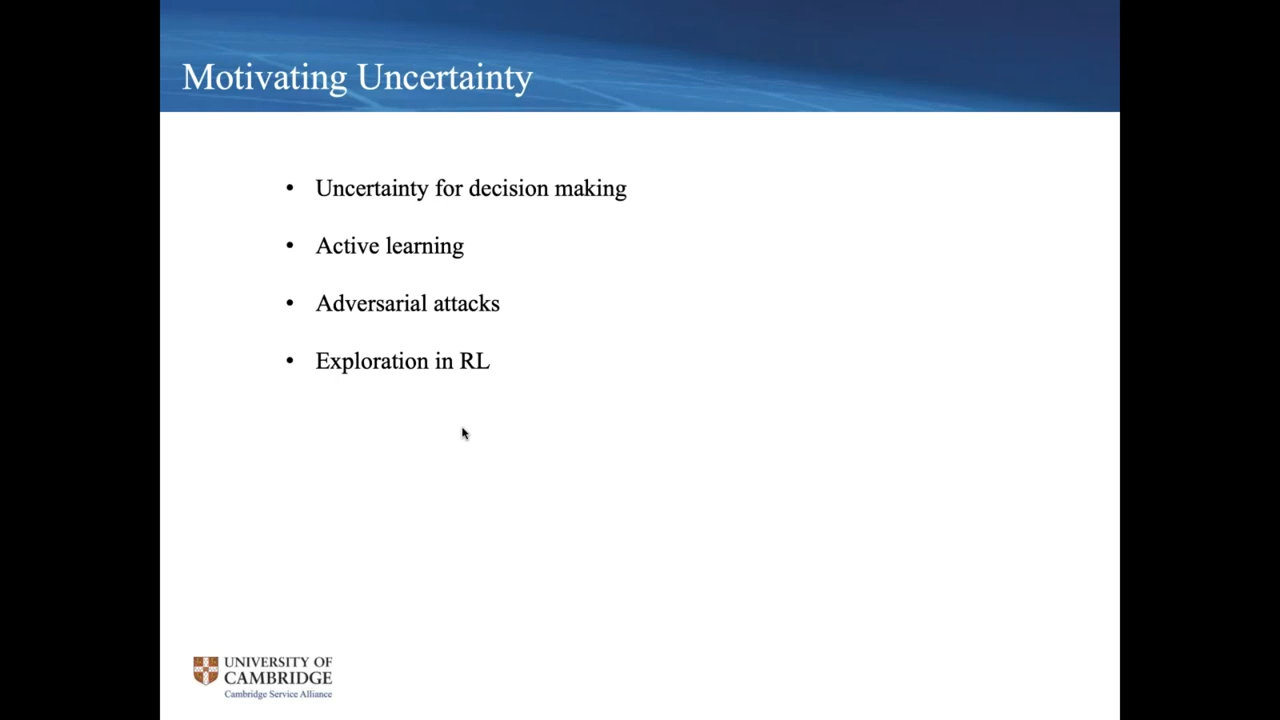 Motivating Uncertainty
• Uncertainty for decision making
• Active learning
• Adversarial attacks
• Exploration in RL
UNIVERSITY OF
CAMBRIDGE
Cambridge Service Alliance